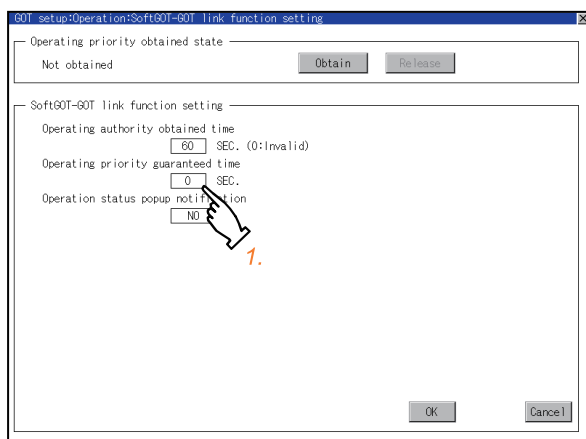 GOT setup:Operation:SoftGOT-GOT link function setting
Operating priority obtained state
Not obtained
Obtain
Release
SoftGOT-GOT link function setting
Operating authority obtained time
60 SEC. (0:Invalid)
Operating priority guaranteed time
0 SEC.
Operation status popup notification
NO
1.
OK
Cancel